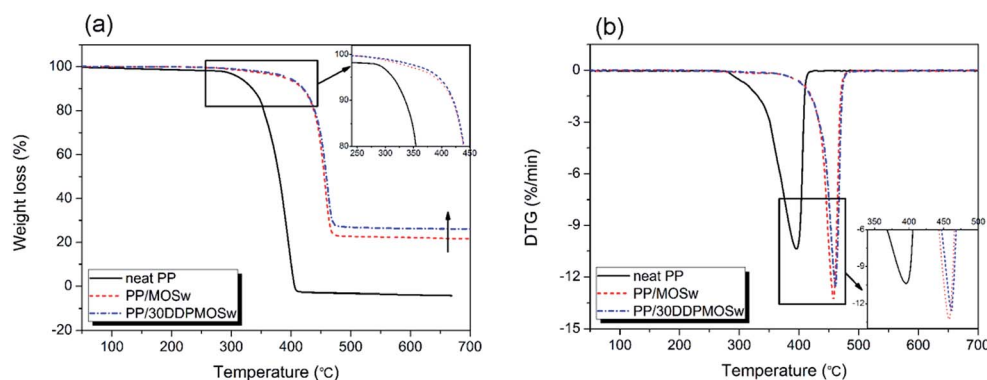 (a)
Weight loss (%)
100
80
60
40
20
0
-20
100
90
80
250 300 350 400 450
neat PP
PP/MOSw
PP/30DDPMOSw
100 200 300 400 500 600 700
Temperature (℃)
(b)
DTG (%/min)
0
-3
-6
-9
-12
-15
350 400 450 500
-6
-8
-10
-12
-14
neat PP
PP/MOSw
PP/30DDPMOSw
100 200 300 400 500 600 700
Temperature (℃)